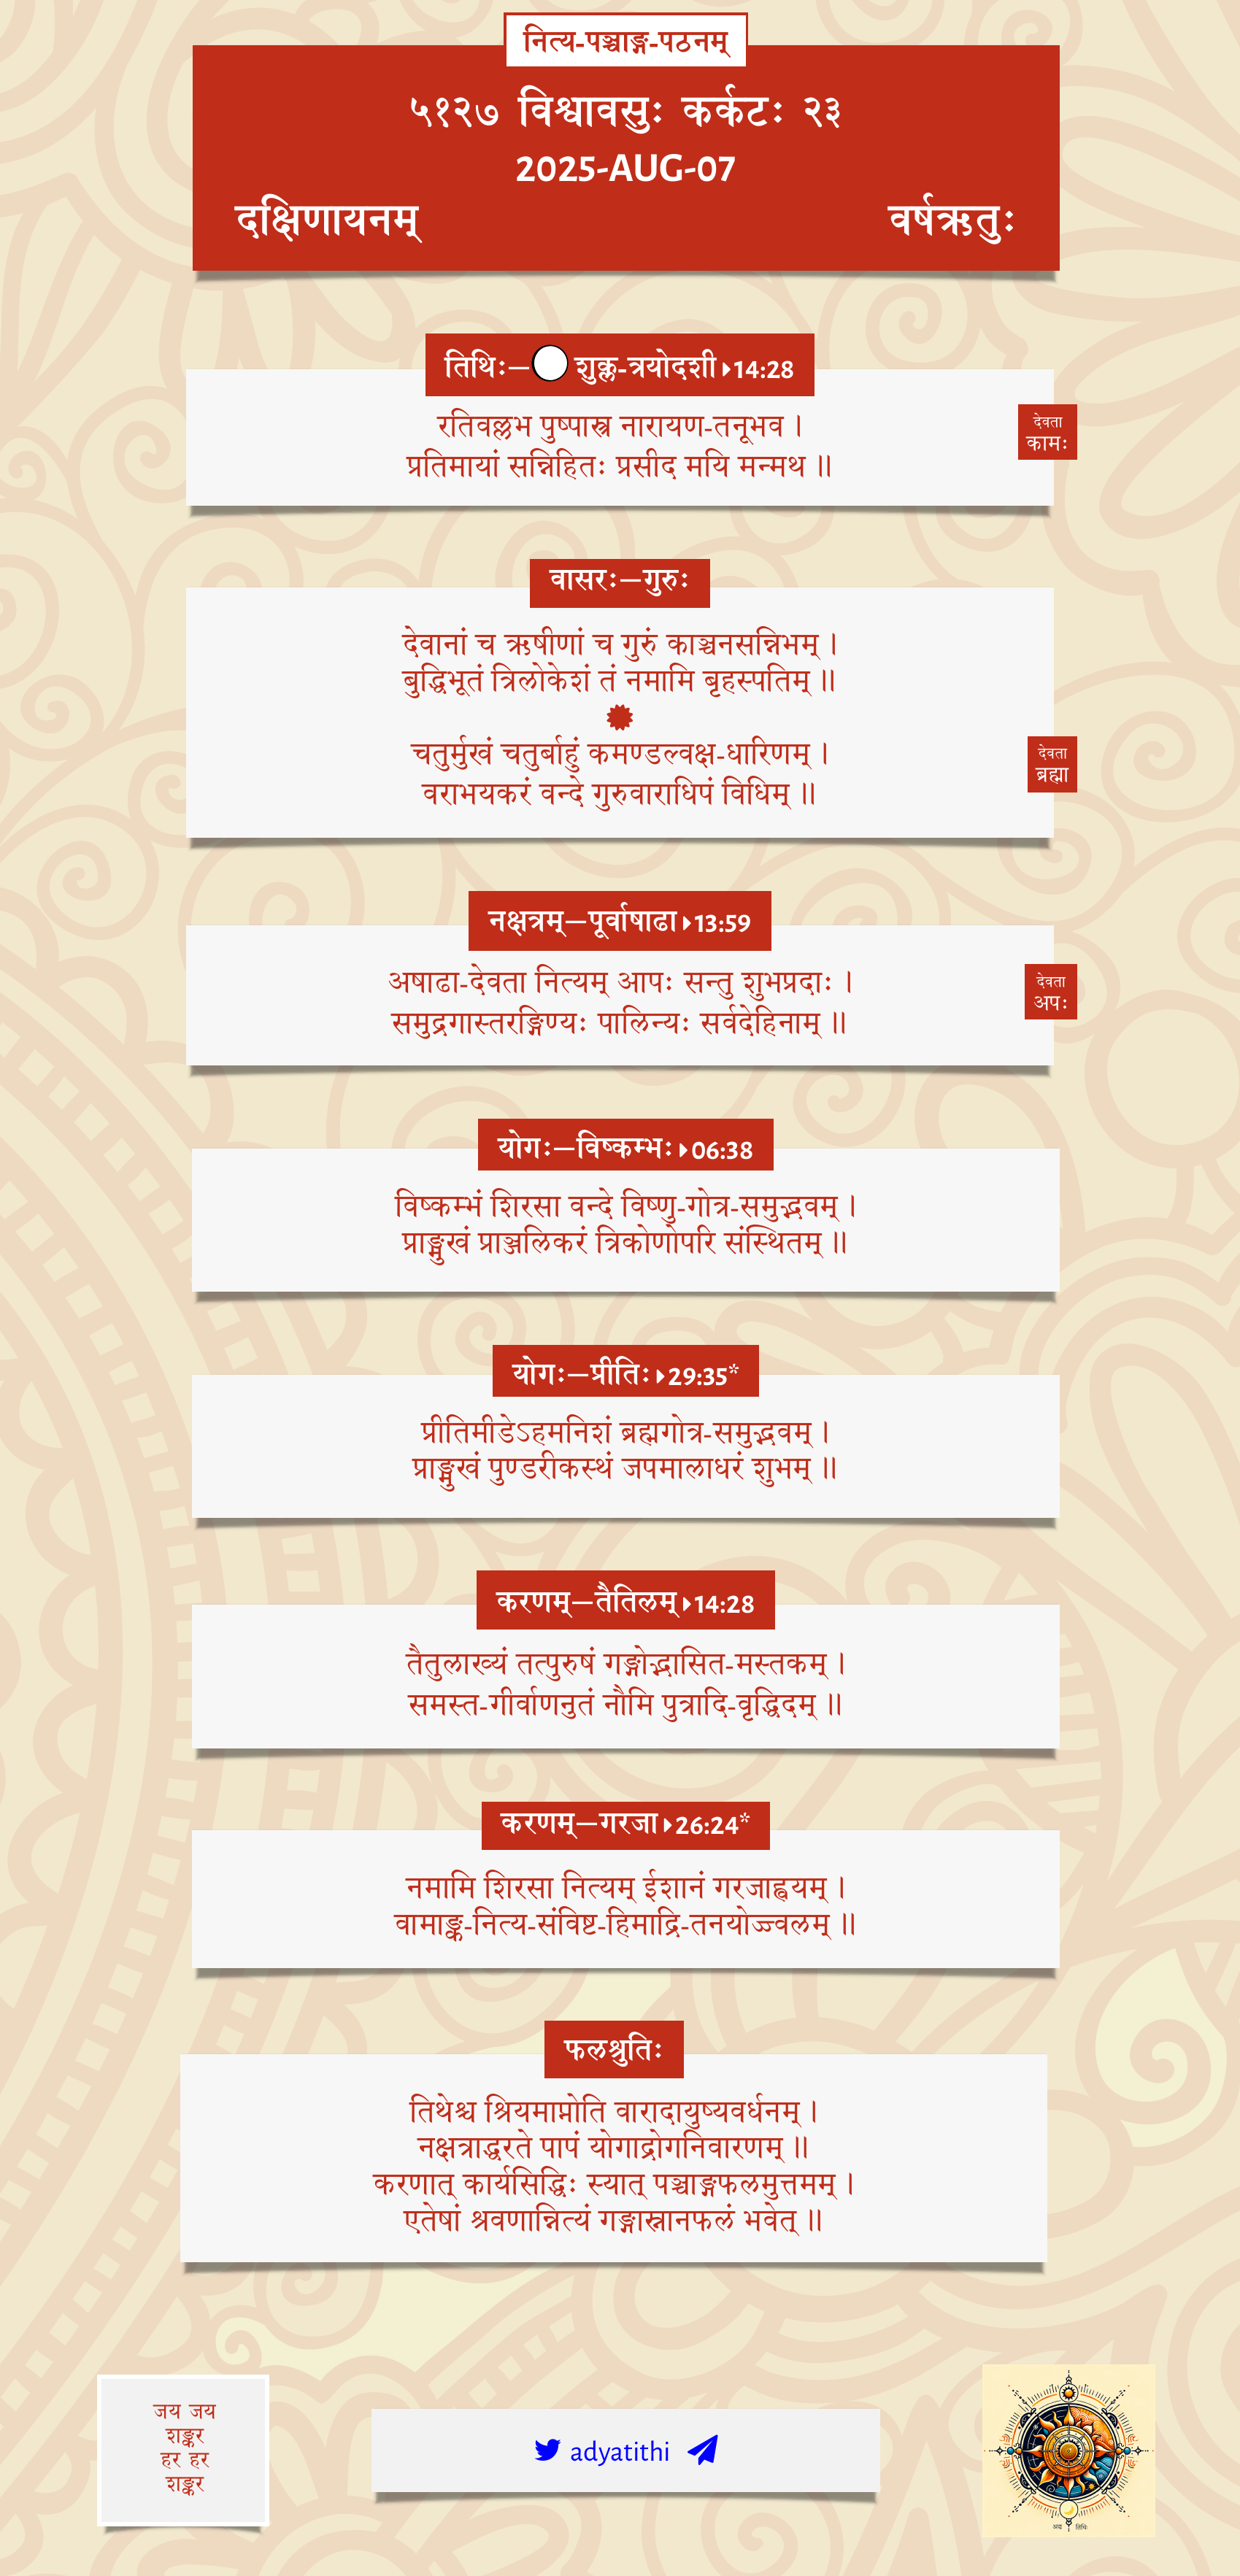 नित्य-पञ्चाङ्ग-पठनम्
५१२७ विश्वावसुः कर्कटः २३
2025-AUG-07
दक्षिणायनम् वर्षऋतुः
तिथिः— शुक्ल-त्रयोदशी 14:28
रतिवल्लभ पुष्पास्त्र नारायण-तनूभव ।
प्रतिमायां सन्निहितः प्रसीद मयि मन्मथ ॥
देवता
कामः
वासरः—गुरुः
देवानां च ऋषीणां च गुरुं काञ्चनसन्निभम् ।
बुद्धिभूतं त्रिलोकेशं तं नमामि बृहस्पतिम् ॥
चतुर्मुखं चतुर्बाहुं कमण्डल्वक्ष-धारिणम् ।
वराभयकरं वन्दे गुरुवाराधिपं विधिम् ॥
देवता
ब्रह्मा
नक्षत्रम्—पूर्वाषाढा 13:59
अषाढा-देवता नित्यम् आपः सन्तु शुभप्रदाः ।
समुद्रगास्तरङ्गिण्यः पालिन्यः सर्वदेहिनाम् ॥
देवता
अपः
योगः—विष्कम्भः 06:38
विष्कम्भं शिरसा वन्दे विष्णु-गोत्र-समुद्भवम् ।
प्राङ्मुखं प्राञ्जलिकरं त्रिकोणोपरि संस्थितम् ॥
योगः—प्रीतिः 29:35*
प्रीतिमीडेऽहमनिशं ब्रह्मगोत्र-समुद्भवम् ।
प्राङ्मुखं पुण्डरीकस्थं जपमालाधरं शुभम् ॥
करणम्—तैतिलम् 14:28
तैतुलाख्यं तत्पुरुषं गङ्गोद्भासित-मस्तकम् ।
समस्त-गीर्वाणनुतं नौमि पुत्रादि-वृद्धिदम् ॥
करणम्—गरजा 26:24*
नमामि शिरसा नित्यम् ईशानं गरजाह्वयम् ।
वामाङ्क-नित्य-संविष्ट-हिमाद्रि-तनयोज्ज्वलम् ॥
फलश्रुतिः
तिथेश्च श्रियमाप्नोति वारादायुष्यवर्धनम् ।
नक्षत्राद्धरते पापं योगाद्रोगनिवारणम् ॥
करणात् कार्यसिद्धिः स्यात् पञ्चाङ्गफलमुत्तमम् ।
एतेषां श्रवणान्नित्यं गङ्गास्नानफलं भवेत् ॥
जय जय
शङ्कर
हर हर
शङ्कर
adyatithi
अद्य तिथिः